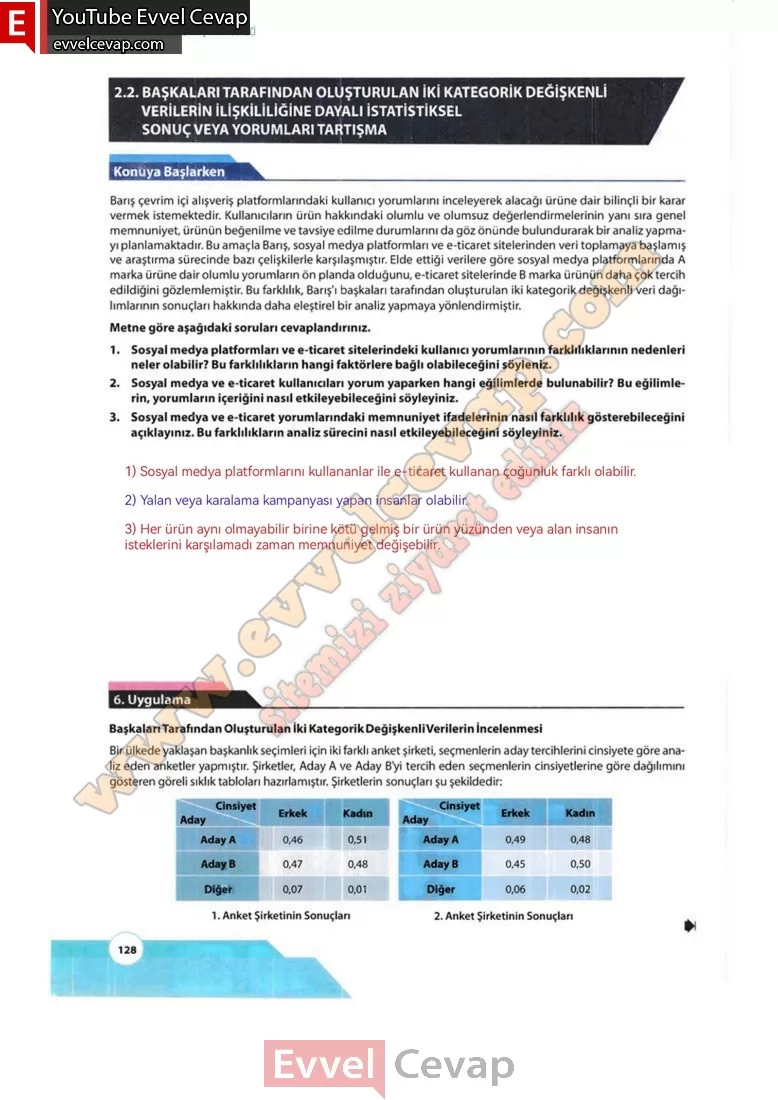 E
YouTube Evvel Cevap
evvelcevap.com
2.2. BAŞKALARI TARAFINDAN OLUŞTURULAN İKİ KATEGORİK DEĞİŞKENLİ
VERİLERİN İLİŞKİLİLİĞİNE DAYALI İSTATİSTİKSEL
SONUÇ VEYA YORUMLARI TARTIŞMA
Konuya Başlarken
Barış çevrim içi alışveriş platformlarındaki kullanıcı yorumlarını inceleyerek alacağı ürüne dair bilinçli bir karar
vermek istemektedir. Kullanıcıların ürün hakkındaki olumlu ve olumsuz değerlendirmelerinin yanı sıra genel
memnuniyet, ürünün beğenilme ve tavsiye edilme durumlarını da göz önünde bulundurarak bir analiz yapma-
yı planlamaktadır. Bu amaçla Barış, sosyal medya platformları ve e-ticaret sitelerinden veri toplamaya başlamış
ve araştırma sürecinde bazı çelişkilerle karşılaşmıştır. Elde ettiği verilere göre sosyal medya platformlarında A
marka ürüne dair olumlu yorumların ön planda olduğunu, e-ticaret sitelerinde B marka ürünün daha çok tercih
edildiğini gözlemlemiştir. Bu farklılık, Barış'ı başkaları tarafından oluşturulan iki kategorik değişkenli veri dağı-
lımlarının sonuçları hakkında daha eleştirel bir analiz yapmaya yönlendirmiştir.
Metne göre aşağıdaki soruları cevaplandırınız.
1. Sosyal medya platformları ve e-ticaret sitelerindeki kullanıcı yorumlarının farklılıklarının nedenleri
neler olabilir? Bu farklılıkların hangi faktörlere bağlı olabileceğini söyleniz.
2. Sosyal medya ve e-ticaret kullanıcıları yorum yaparken hangi eğilimlerde bulunabilir? Bu eğilimle-
rin, yorumların içeriğini nasıl etkileyebileceğini söyleyiniz.
3. Sosyal medya ve e-ticaret yorumlarındaki memnuniyet ifadelerinin nasıl farklılık gösterebileceğini
açıklayınız. Bu farklılıkların analiz sürecini nasıl etkileyebileceğini söyleyiniz.
1) Sosyal medya platformlarını kullananlar ile e-ticaret kullanan çoğunluk farklı olabilir.
2) Yalan veya karalama kampanyası yapan insanlar olabilir.
3) Her ürün aynı olmayabilir birine kötü gelmiş bir ürün yüzünden veya alan insanın
isteklerini karşılamadı zaman memnuniyet değişebilir.
www.evvelcevap.com
sitemizi ziyaret ediniz
6. Uygulama
Başkaları Tarafından Oluşturulan İki Kategorik Değişkenli Verilerin İncelenmesi
Bir ülkede yaklaşan başkanlık seçimleri için iki farklı anket şirketi, seçmenlerin aday tercihlerini cinsiyete göre ana-
liz eden anketler yapmıştır. Şirketler, Aday A ve Aday B'yi tercih eden seçmenlerin cinsiyetlerine göre dağılımını
gösteren göreli sıklık tabloları hazırlamıştır. Şirketlerin sonuçları şu şekildedir:
Cinsiyet Aday Erkek Kadın
Aday A 0,46 0,51
Aday B 0,47 0,48
Diğer 0,07 0,01
1. Anket Şirketinin Sonuçları
Cinsiyet Aday Erkek Kadın
Aday A 0,49 0,48
Aday B 0,45 0,50
Diğer 0,06 0,02
2. Anket Şirketinin Sonuçları
128
Evvel Cevap